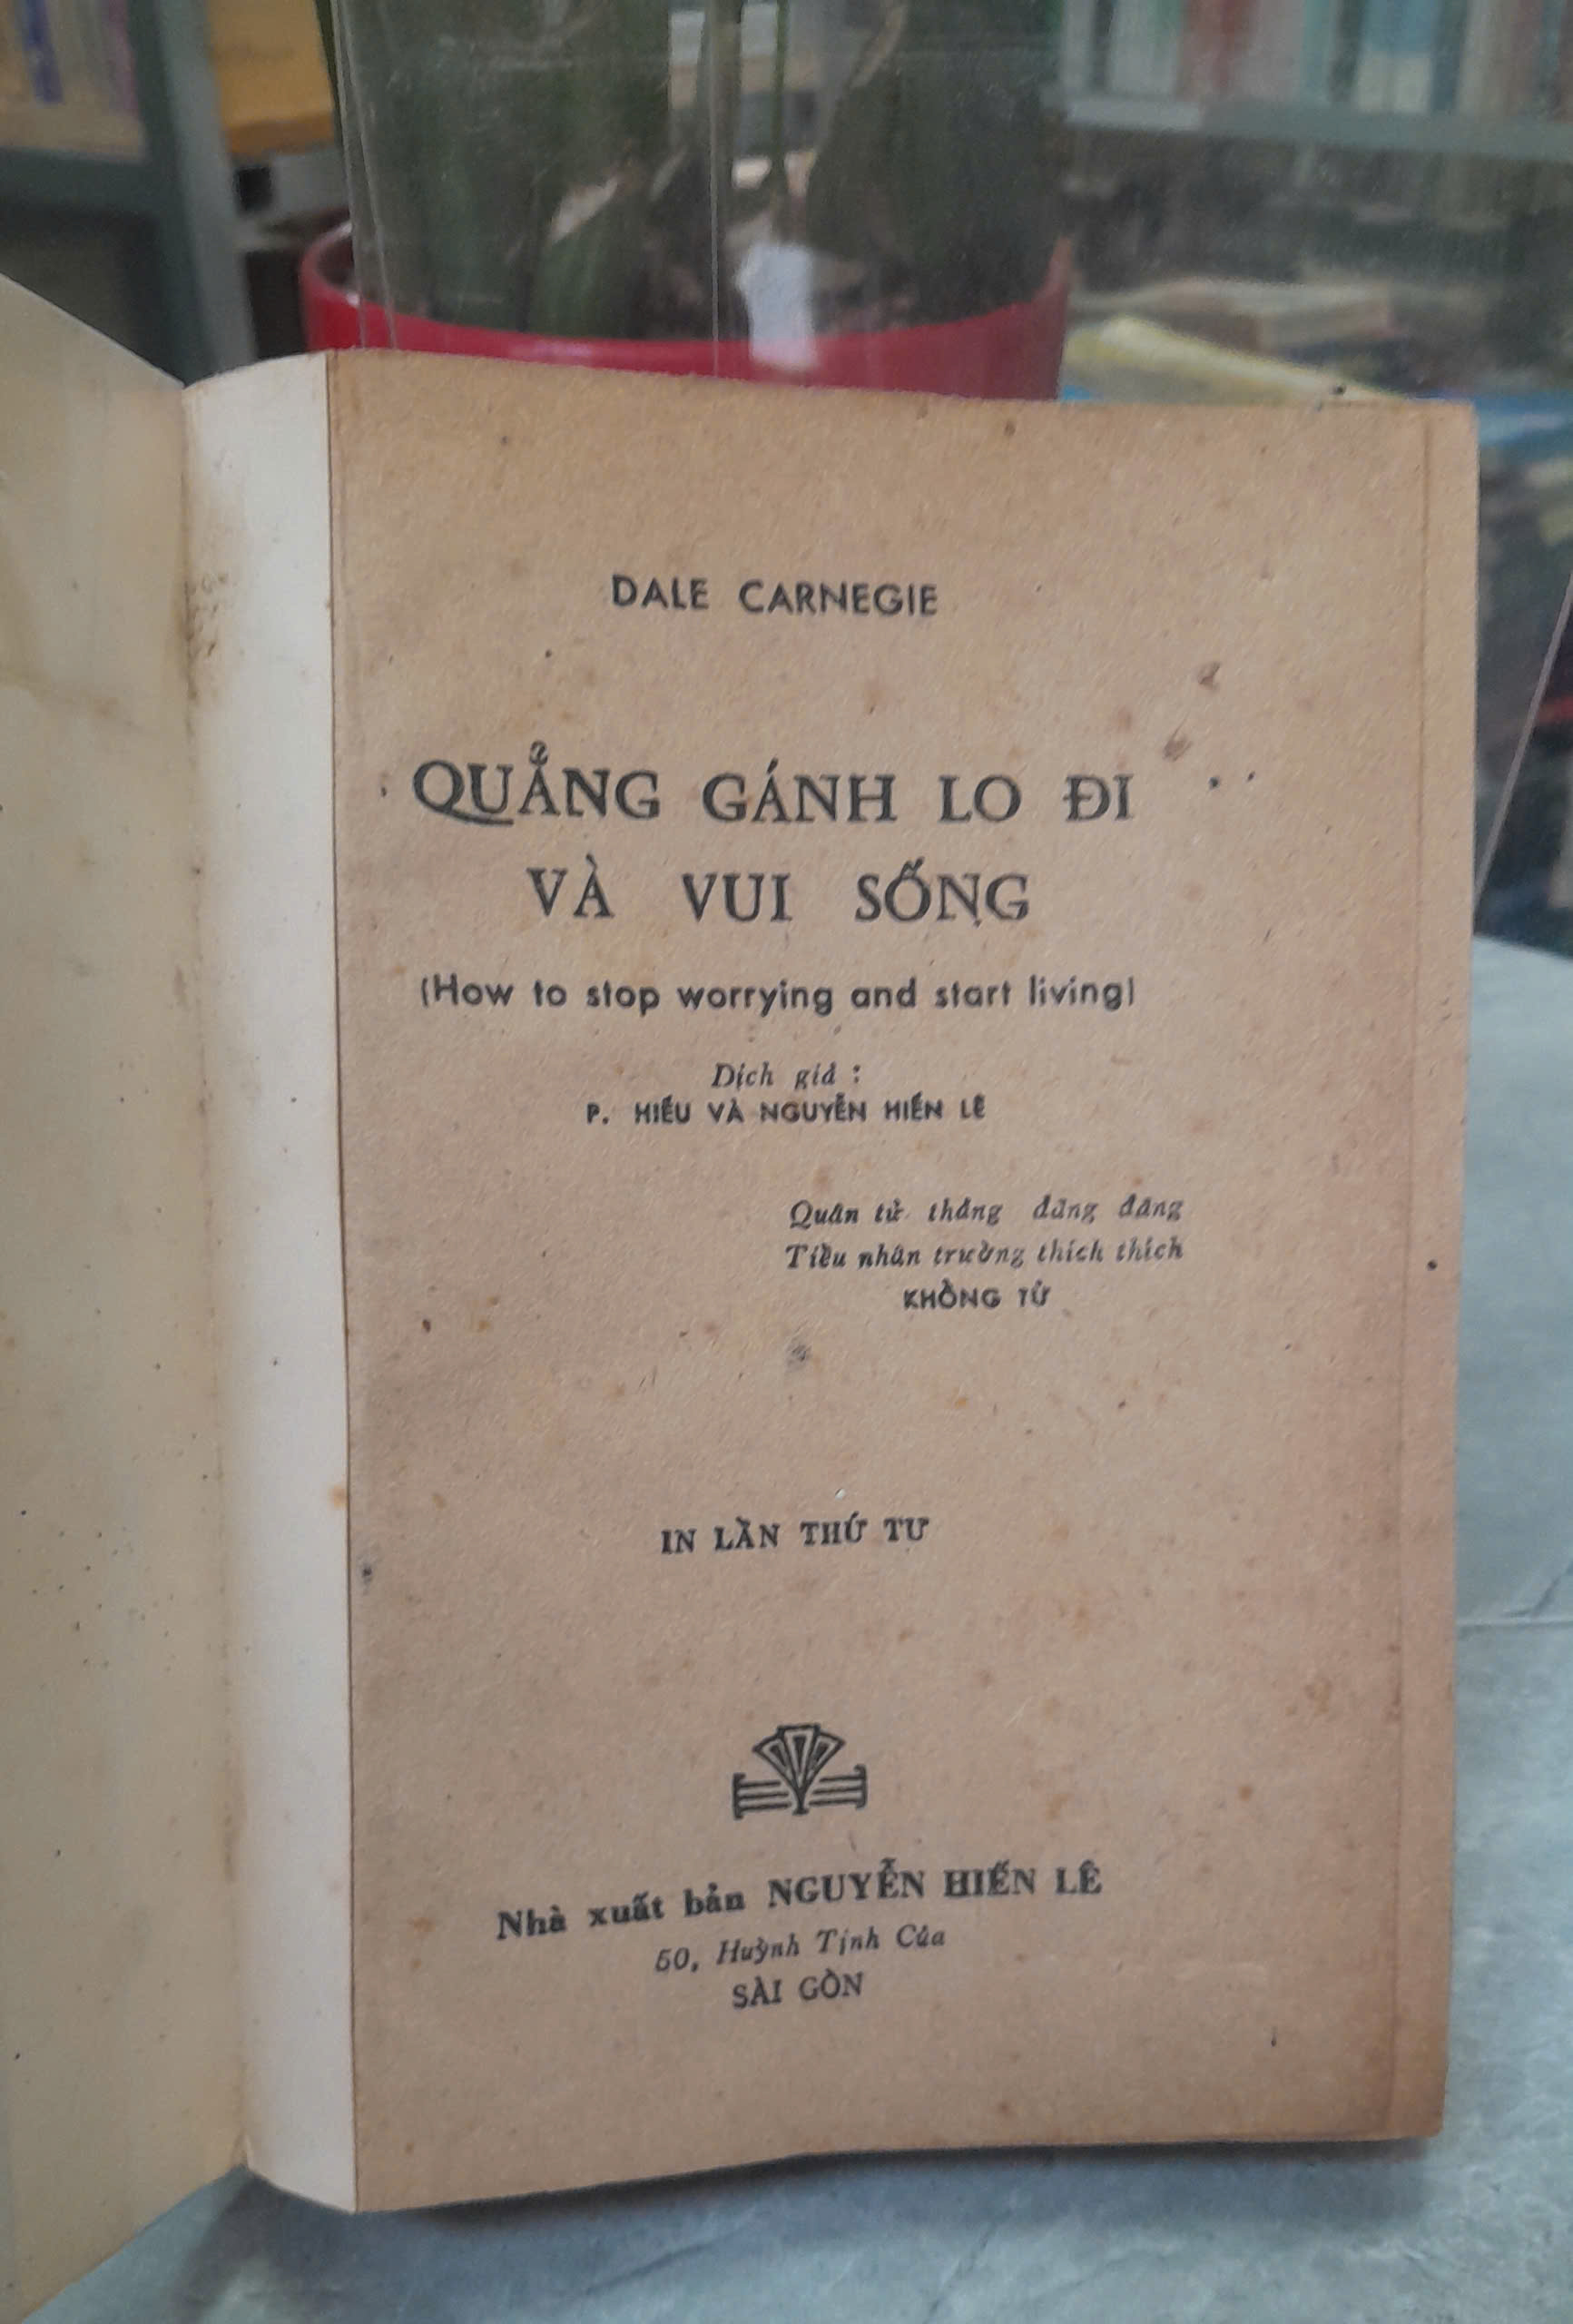 DALE CARNEGIE
QUẲNG GÁNH LO ĐI
VÀ VUI SỐNG
(How to stop worrying and start living)
Dịch giả :
P. HIẾU VÀ NGUYỄN HIẾN LÊ
Quân tử thản đãng đãng
Tiểu nhân trường thích thích
KHỔNG TỬ
IN LẦN THỨ TƯ
Nhà xuất bản NGUYỄN HIẾN LÊ
50, Huỳnh Tịnh Của
SÀI GÒN